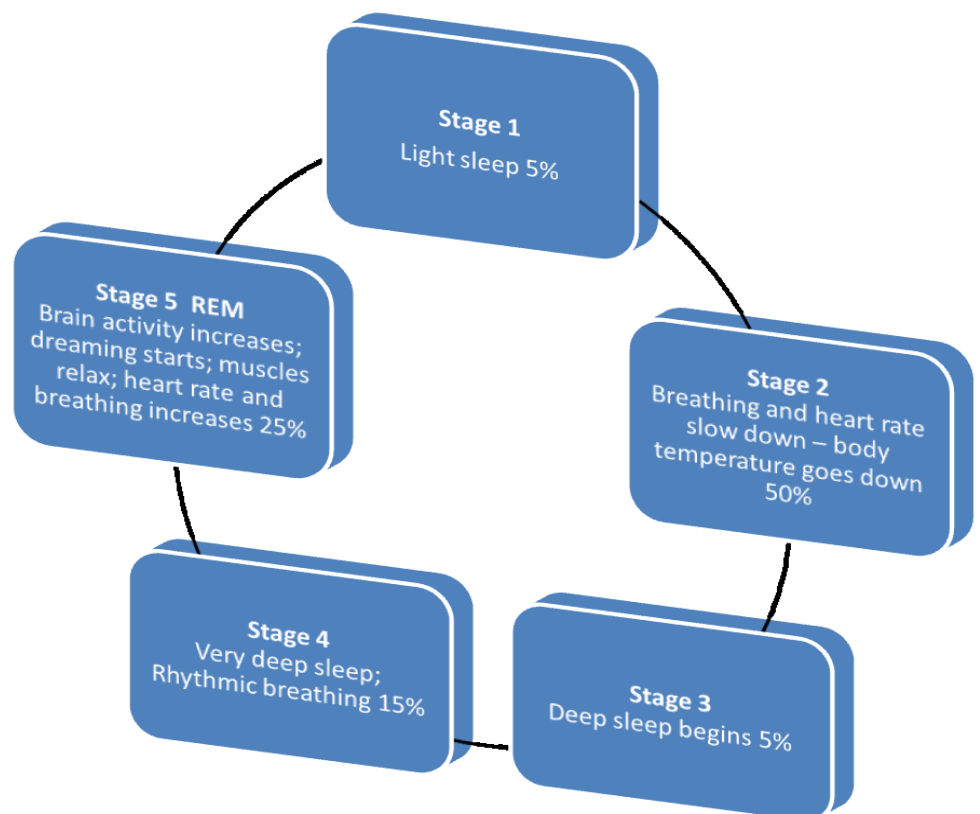 Stage 1
Light sleep 5%
Stage 2
Breathing and heart rate
slow down – body
temperature goes down
50%
Stage 3
Deep sleep begins 5%
Stage 4
Very deep sleep;
Rhythmic breathing 15%
Stage 5  REM
Brain activity increases;
dreaming starts; muscles
relax; heart rate and
breathing increases 25%